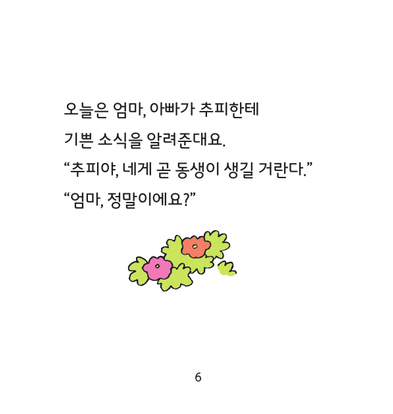 오늘은 엄마, 아빠가 추피한테
기쁜 소식을 알려준대요.
“추피야, 네게 곧 동생이 생길 거란다.”
“엄마, 정말이에요?”
6